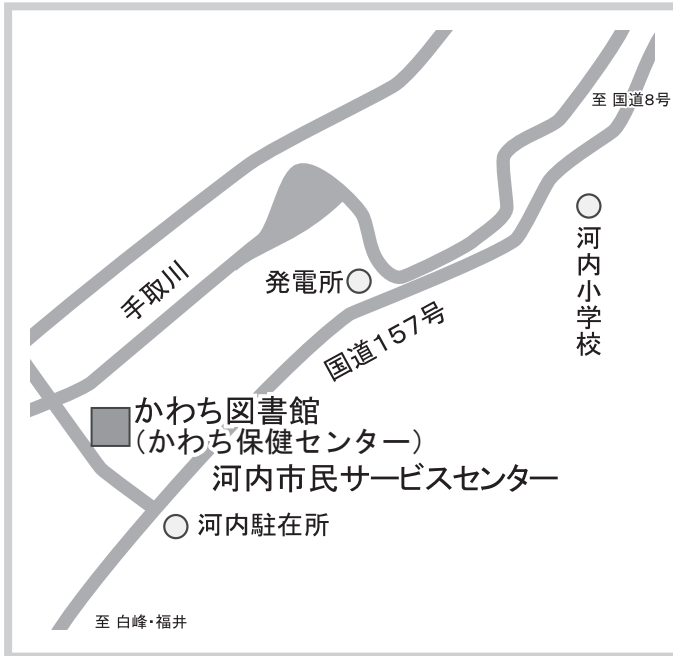 至 国道8号
河内小学校
手取川
発電所
国道157号
かわち図書館
(かわち保健センター)
河内市民サービスセンター
河内駐在所
至 白峰・福井